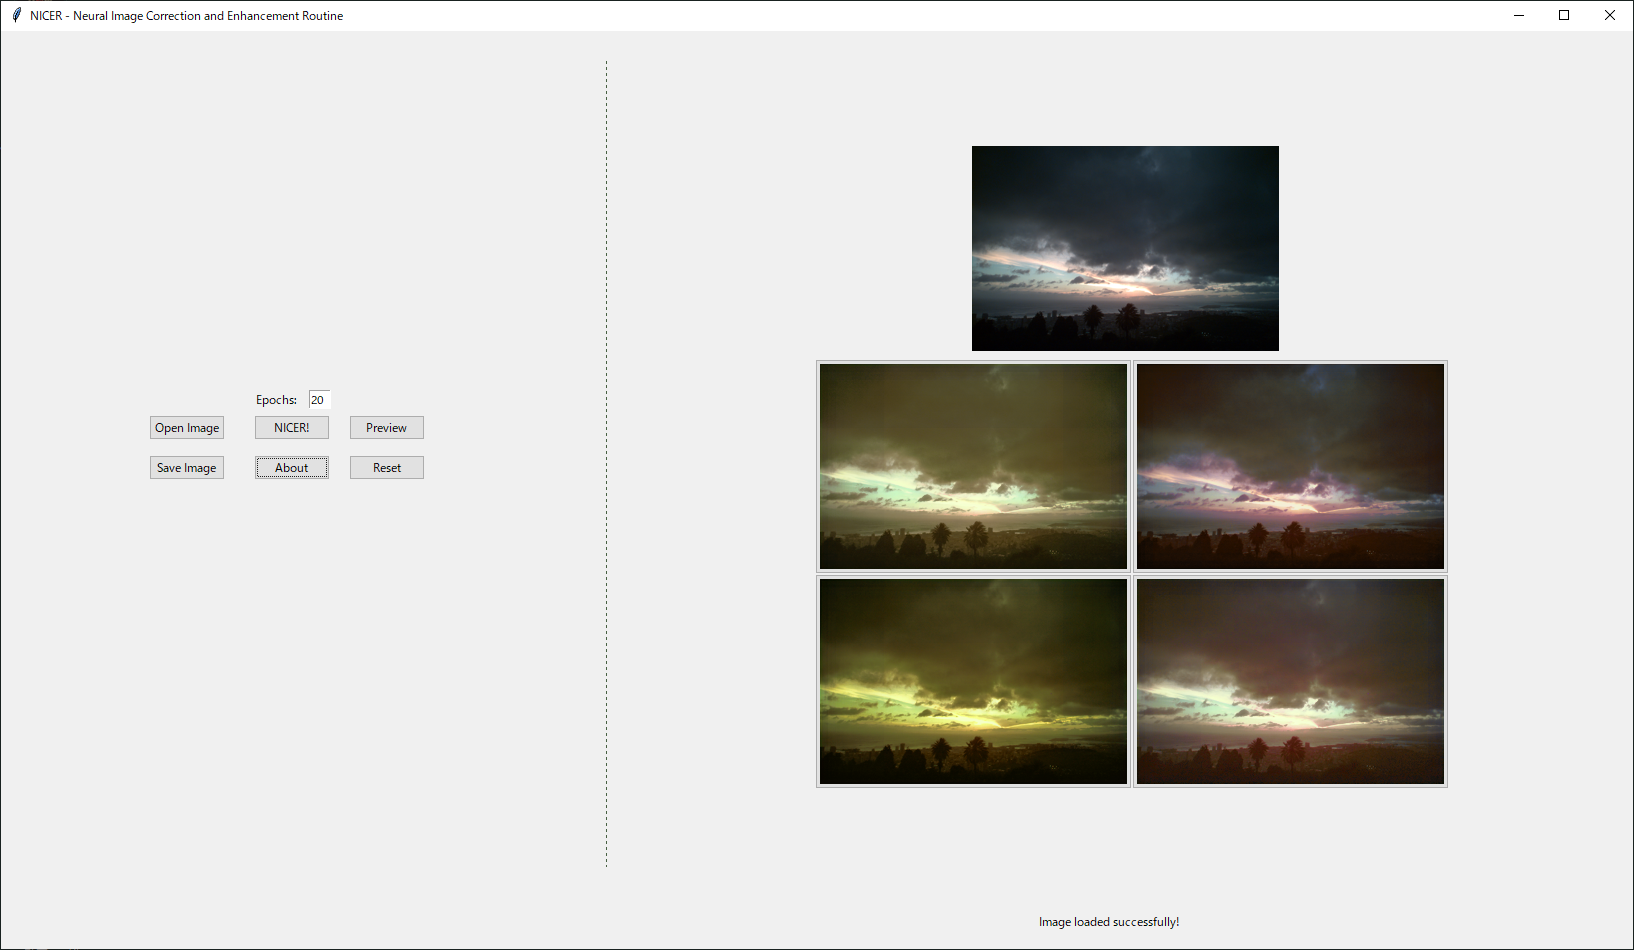 NICER - Neural Image Correction and Enhancement Routine
Epochs: 20
Open Image NICER! Preview
Save Image About Reset
Image loaded successfully!